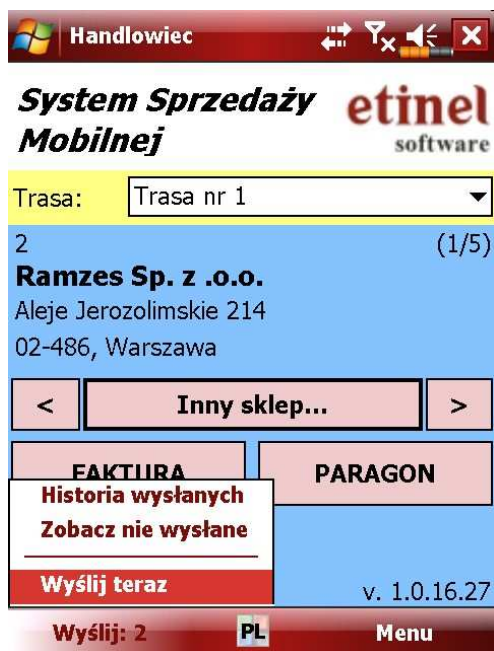 Handlowiec
System Sprzedaży
Mobilnej
etinel
software
Trasa: Trasa nr 1
2 (1/5)
Ramzes Sp. z .o.o.
Aleje Jerozolimskie 214
02-486, Warszawa
< Inny sklep... >
FAKTURA PARAGON
Historia wysłanych
Zobacz nie wysłane
Wyślij teraz
v. 1.0.16.27
Wyślij: 2 PL Menu